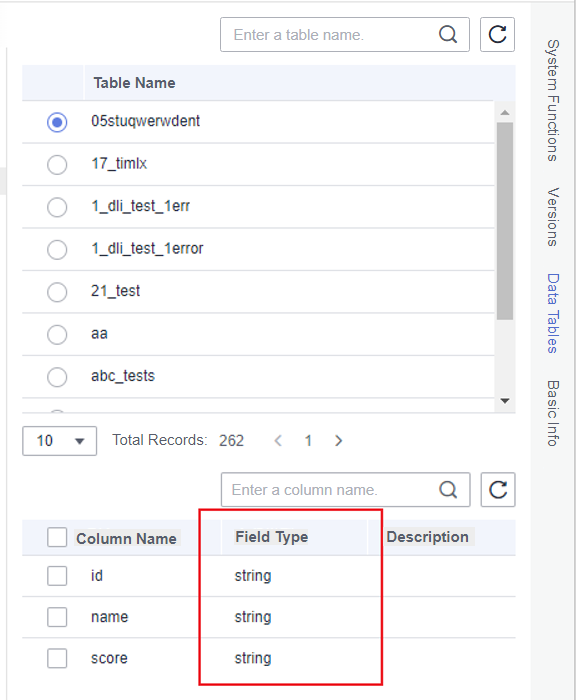 Enter a table name.
Table Name
05stuqwerwdent
17_timlx
1_dli_test_1err
1_dli_test_1error
21_test
aa
abc_tests
10 Total Records: 262 1
Enter a column name.
Column Name Field Type Description
id string
name string
score string
System Functions
Versions
Data Tables
Basic Info